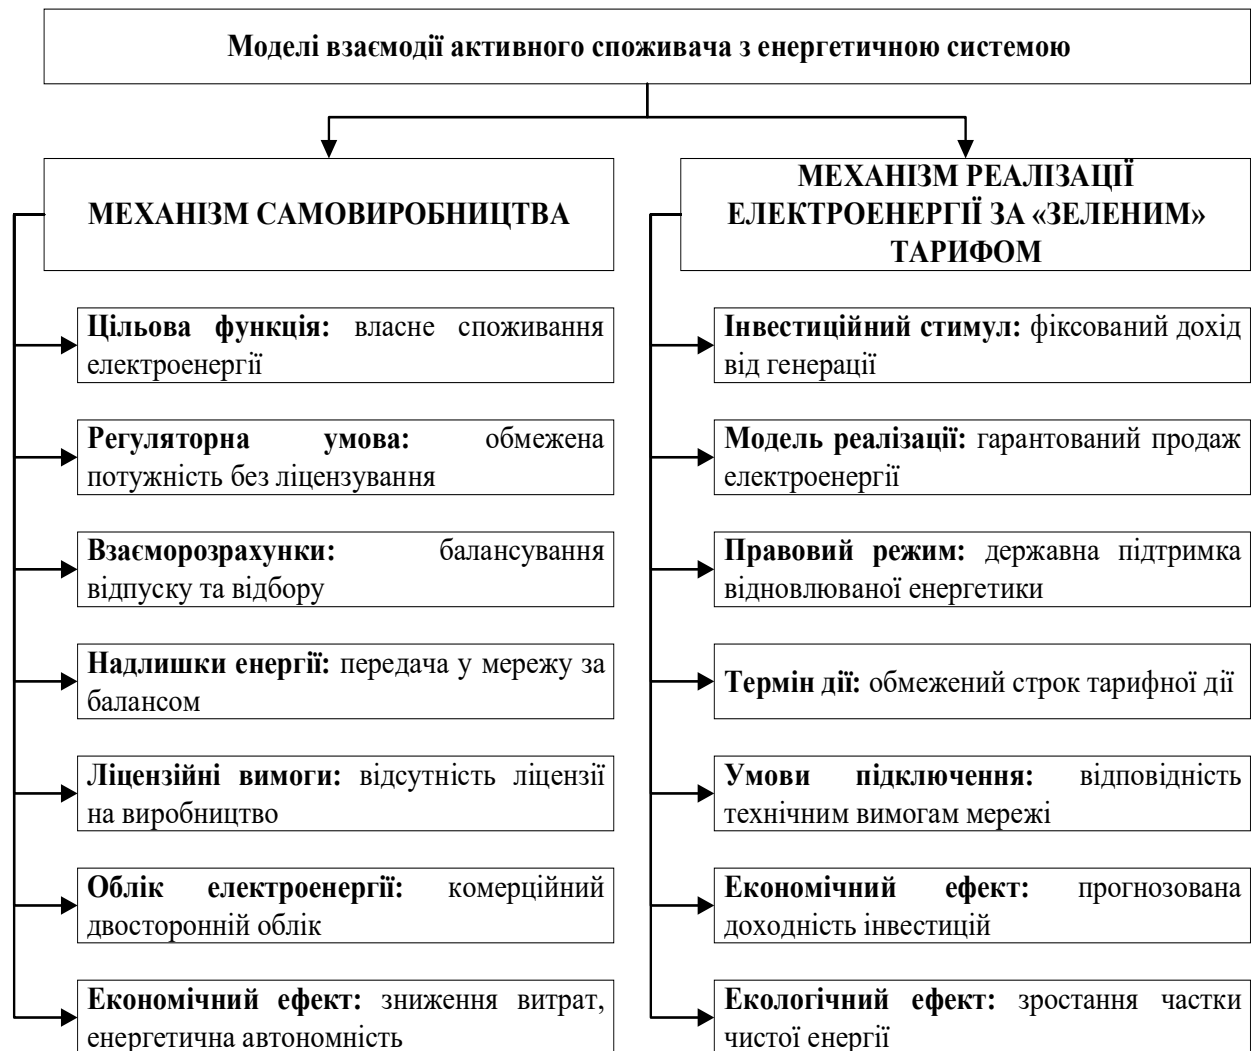 Моделі взаємодії активного споживача з енергетичною системою
МЕХАНІЗМ САМОВИРОБНИЦТВА
Цільова функція: власне споживання
електроенергії
Регуляторна умова: обмежена
потужність без ліцензування
Взаєморозрахунки: балансування
відпуску та відбору
Надлишки енергії: передача у мережу за
балансом
Ліцензійні вимоги: відсутність ліцензії
на виробництво
Облік електроенергії: комерційний
двосторонній облік
Економічний ефект: зниження витрат,
енергетична автономність
МЕХАНІЗМ РЕАЛІЗАЦІЇ
ЕЛЕКТРОЕНЕРГІЇ ЗА «ЗЕЛЕНИМ»
ТАРИФОМ
Інвестиційний стимул: фіксований дохід
від генерації
Модель реалізації: гарантований продаж
електроенергії
Правовий режим: державна підтримка
відновлюваної енергетики
Термін дії: обмежений строк тарифної дії
Умови підключення: відповідність
технічним вимогам мережі
Економічний ефект: прогнозована
доходність інвестицій
Екологічний ефект: зростання частки
чистої енергії